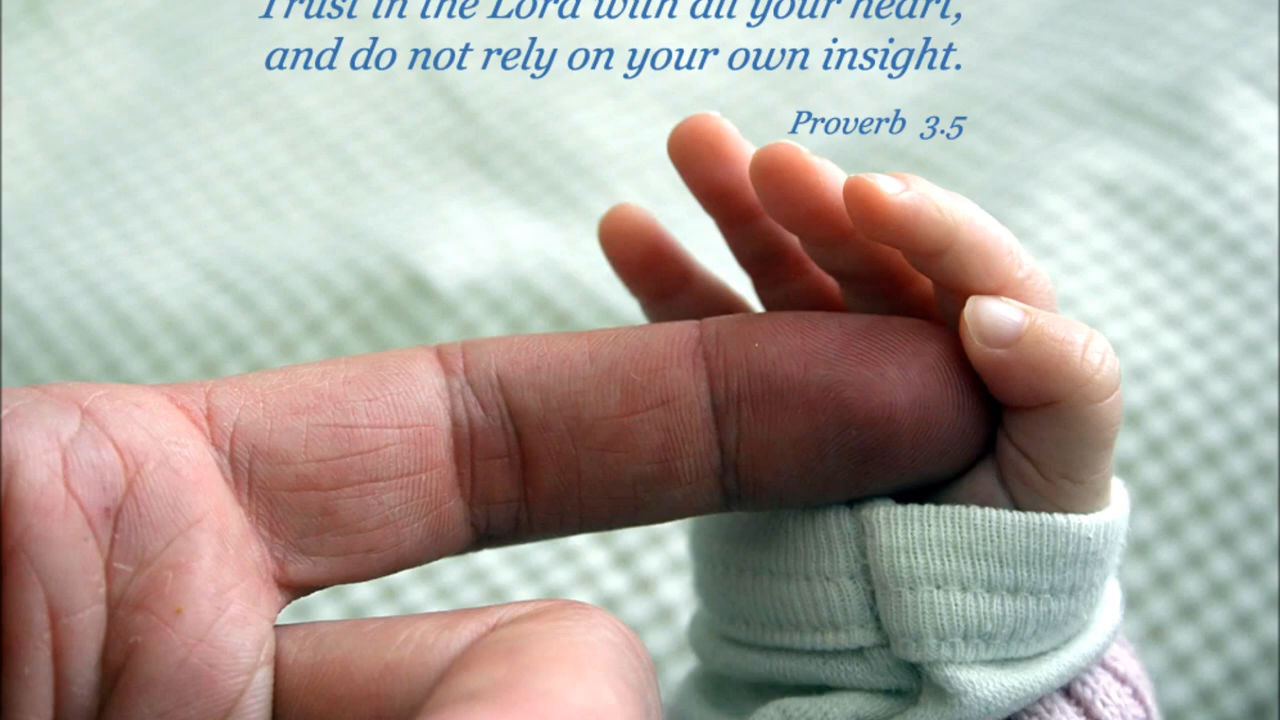 Trust in the Lord with all your heart,
and do not rely on your own insight.
Proverb 3.5